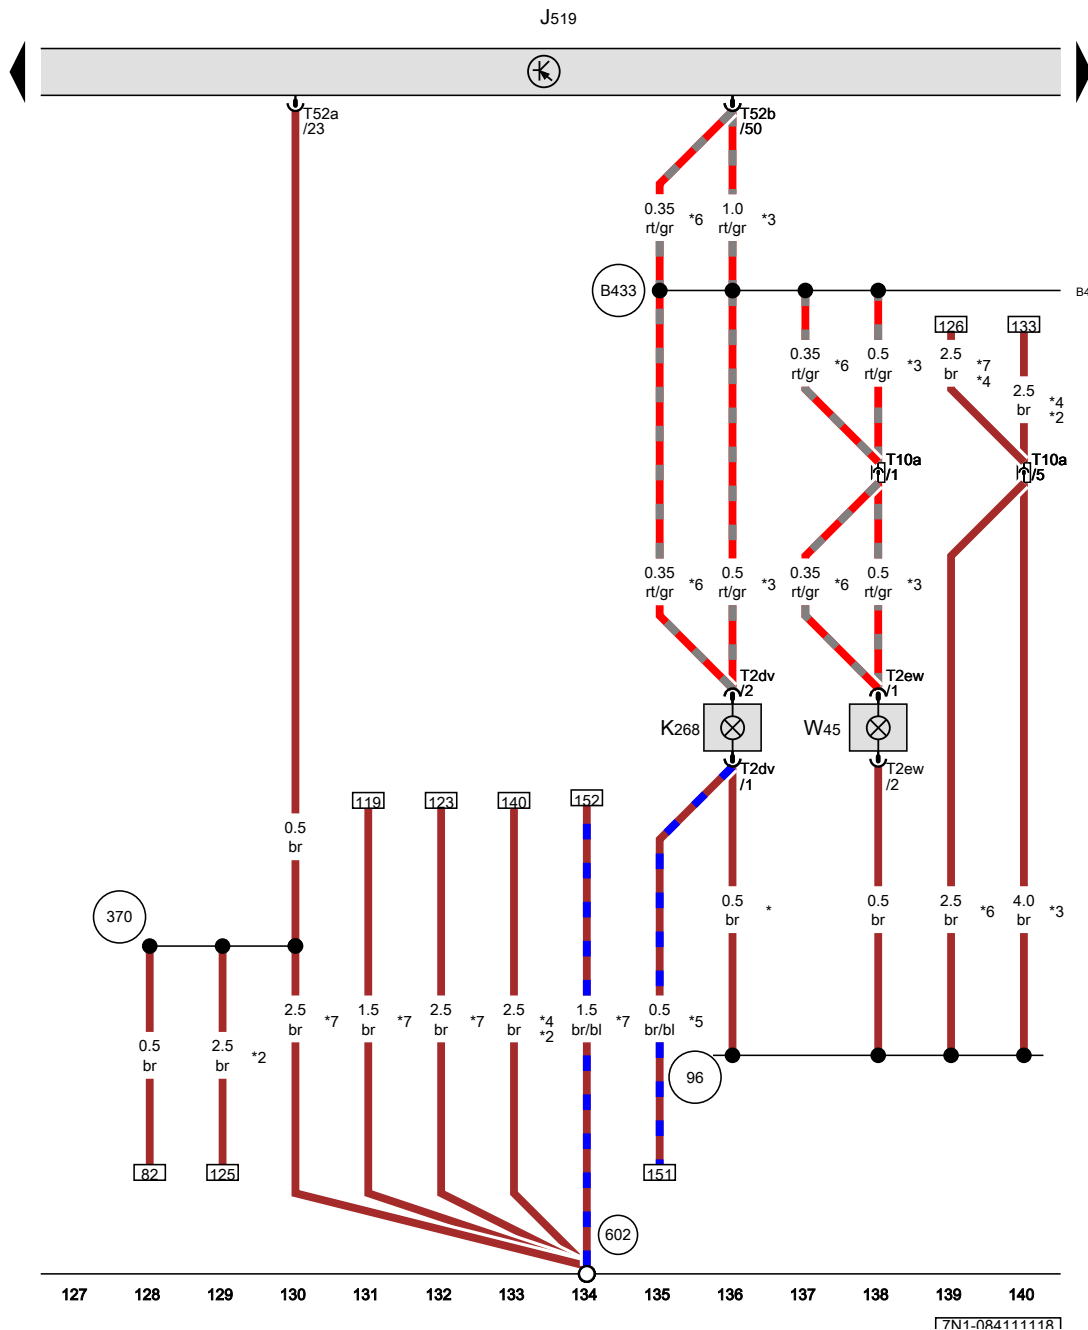 J519
T52a
/23
T52b
/50
0.35
rt/gr
*6
1.0
rt/gr
*3
B433
B4
126
133
0.35
rt/gr
*6
0.5
rt/gr
*3
2.5
br
*7
*4
2.5
br
*4
*2
T10a
/1
T10a
/5
0.35
rt/gr
*6
0.5
rt/gr
*3
0.35
rt/gr
*6
0.5
rt/gr
*3
T2dv
/2
T2ew
/1
K268
W45
T2dv
/1
T2ew
/2
119
123
140
152
0.5
br
0.5
br
*
0.5
br
2.5
br
*6
4.0
br
*3
370
2.5
br
*7
1.5
br
*7
2.5
br
*7
2.5
br
*4
*2
1.5
br/bl
*7
0.5
br/bl
*5
0.5
br
2.5
br
*2
96
82
125
151
602
127 128 129 130 131 132 133 134 135 136 137 138 139 140
7N1-084111118